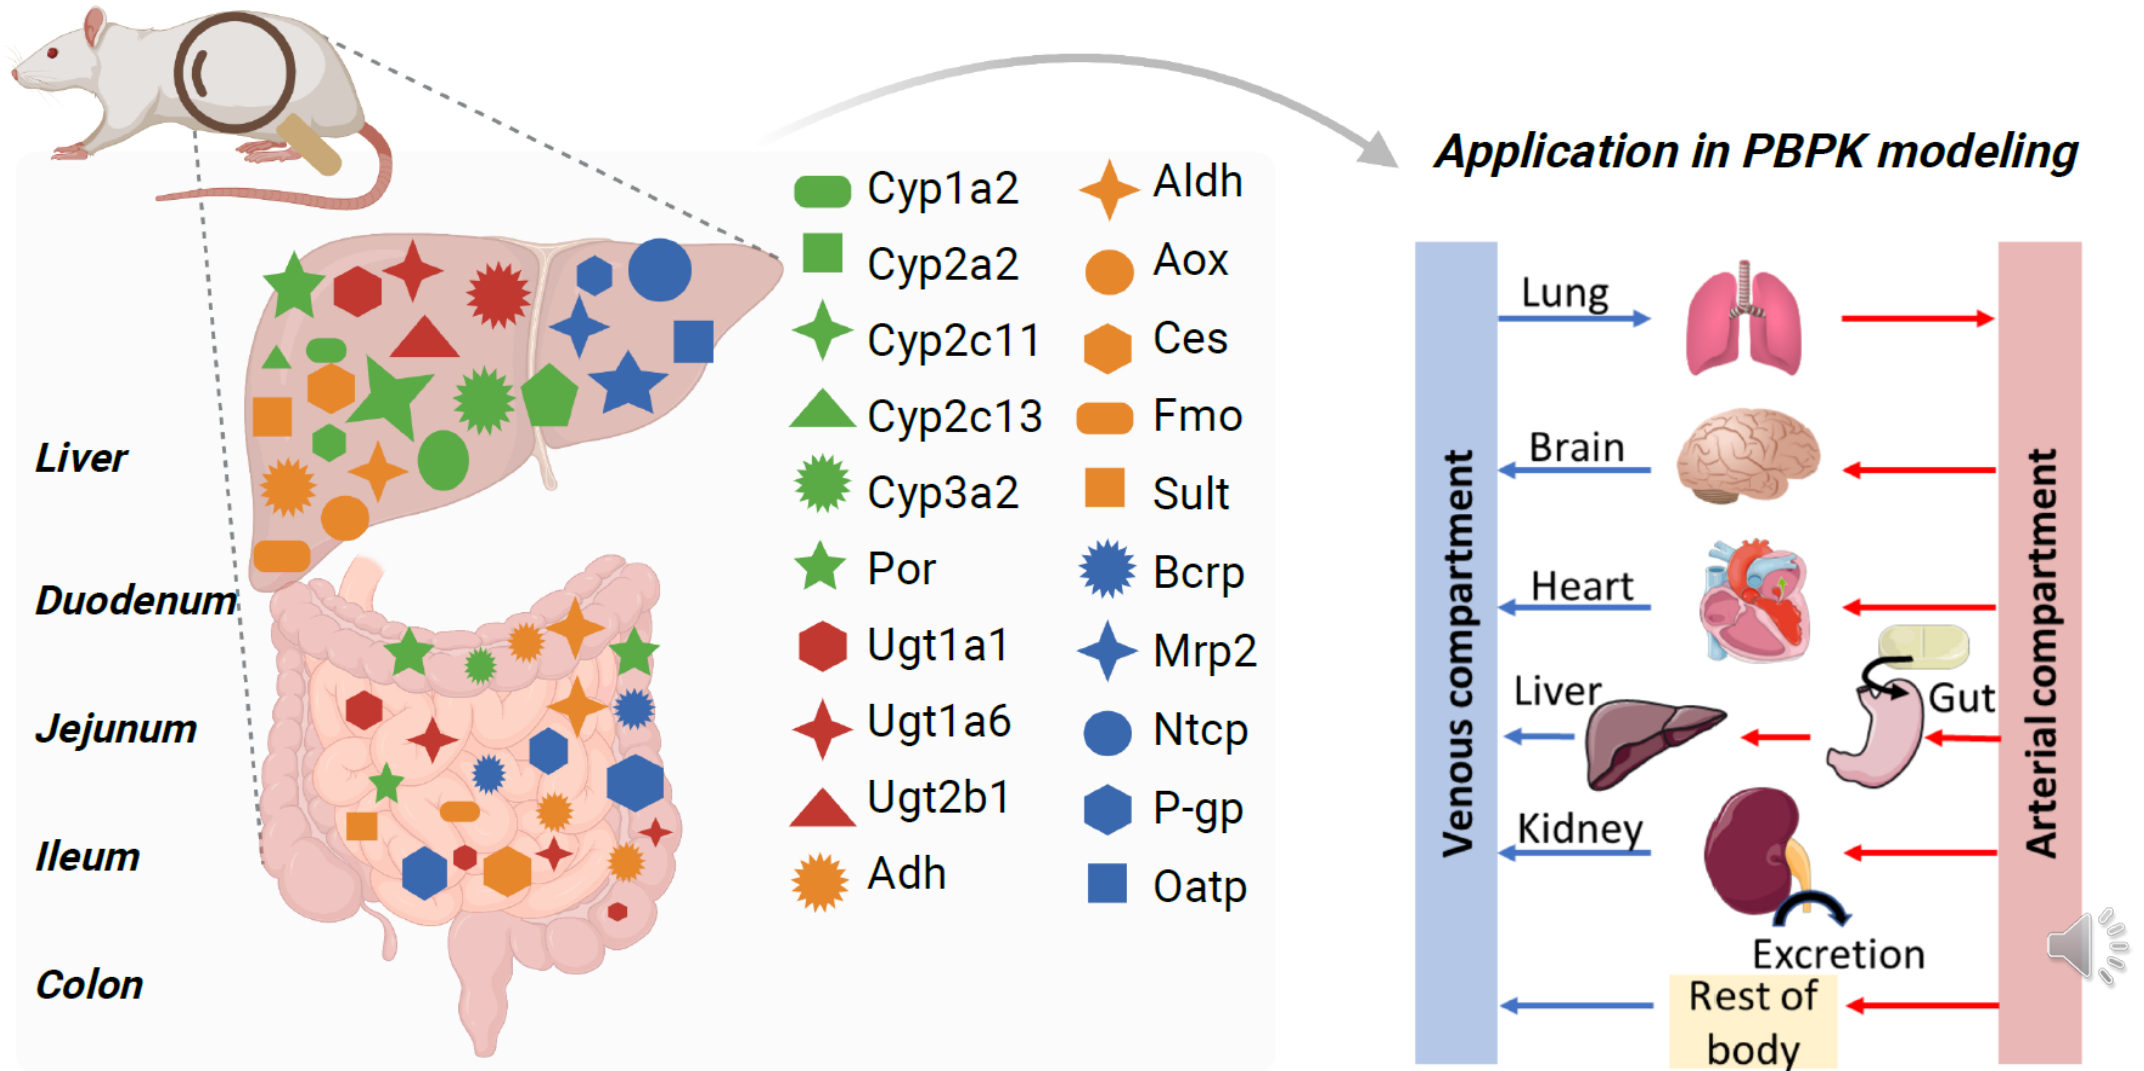 Application in PBPK modeling
Liver
Duodenum
Jejunum
Ileum
Colon
Cyp1a2
Cyp2a2
Cyp2c11
Cyp2c13
Cyp3a2
Por
Ugt1a1
Ugt1a6
Ugt2b1
Adh
Aldh
Aox
Ces
Fmo
Sult
Bcrp
Mrp2
Ntcp
P-gp
Oatp
Venous compartment
Lung
Brain
Heart
Liver
Gut
Kidney
Excretion
Rest of
body
Arterial compartment